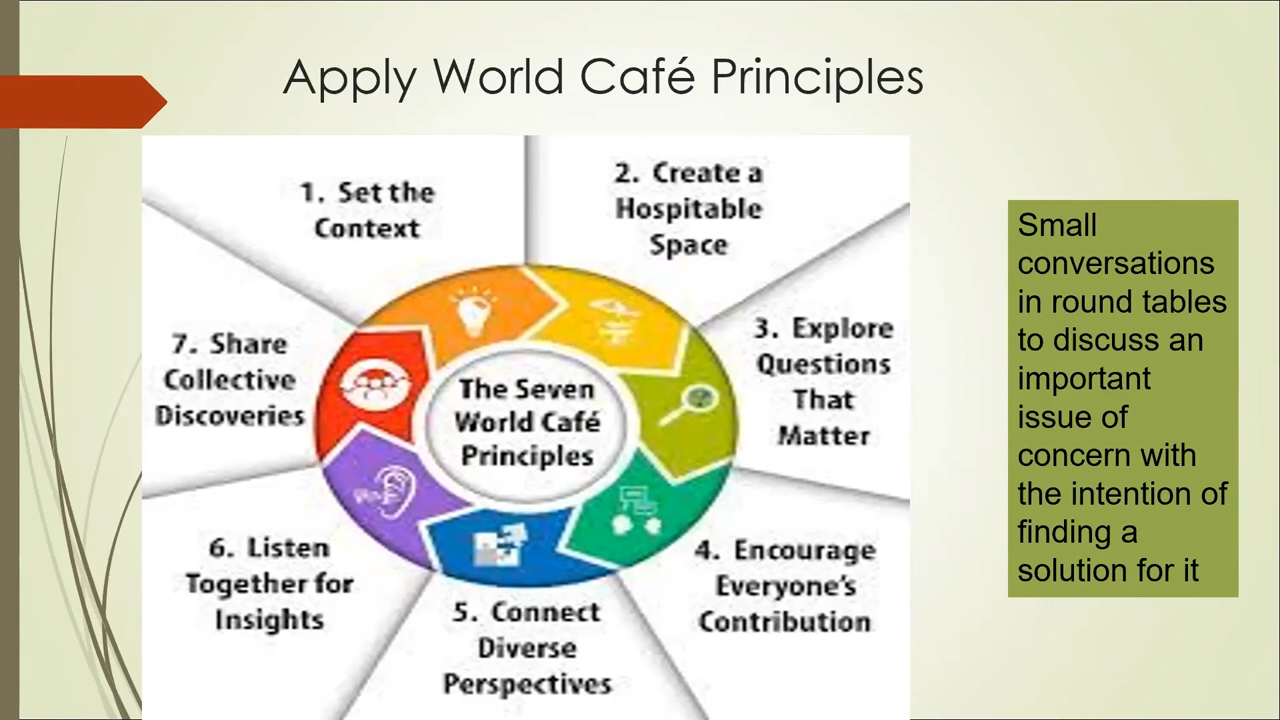 Apply World Café Principles
1. Set the
Context
2. Create a
Hospitable
Space
3. Explore
Questions
That
Matter
4. Encourage
Everyone's
Contribution
5. Connect
Diverse
Perspectives
6. Listen
Together for
Insights
7. Share
Collective
Discoveries
The Seven
World Café
Principles
Small
conversations
in round tables
to discuss an
important
issue of
concern with
the intention of
finding a
solution for it